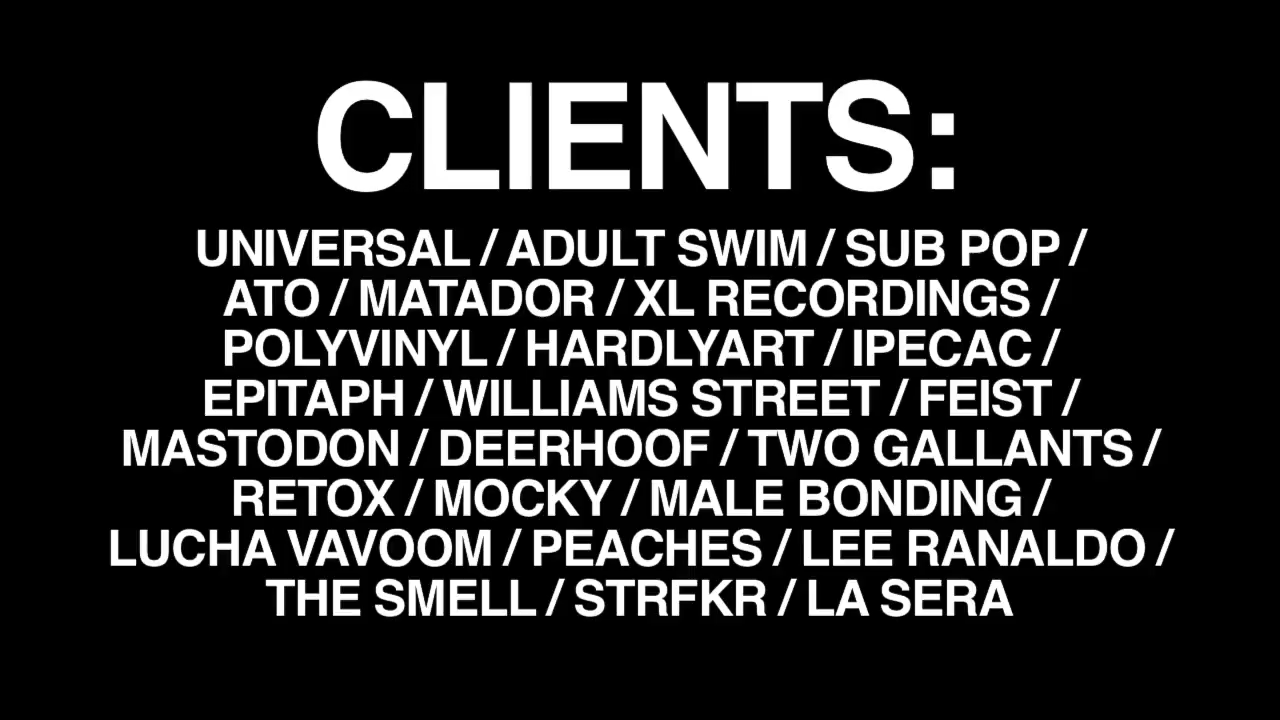 CLIENTS:
UNIVERSAL / ADULT SWIM / SUB POP /
ATO / MATADOR / XL RECORDINGS /
POLYVINYL / HARDLYART / IPECAC /
EPITAPH / WILLIAMS STREET / FEIST /
MASTODON / DEERHOOF / TWO GALLANTS /
RETOX / MOCKY / MALE BONDING /
LUCHA VAVOOM / PEACHES / LEE RANALDO /
THE SMELL / STRFKR / LA SERA